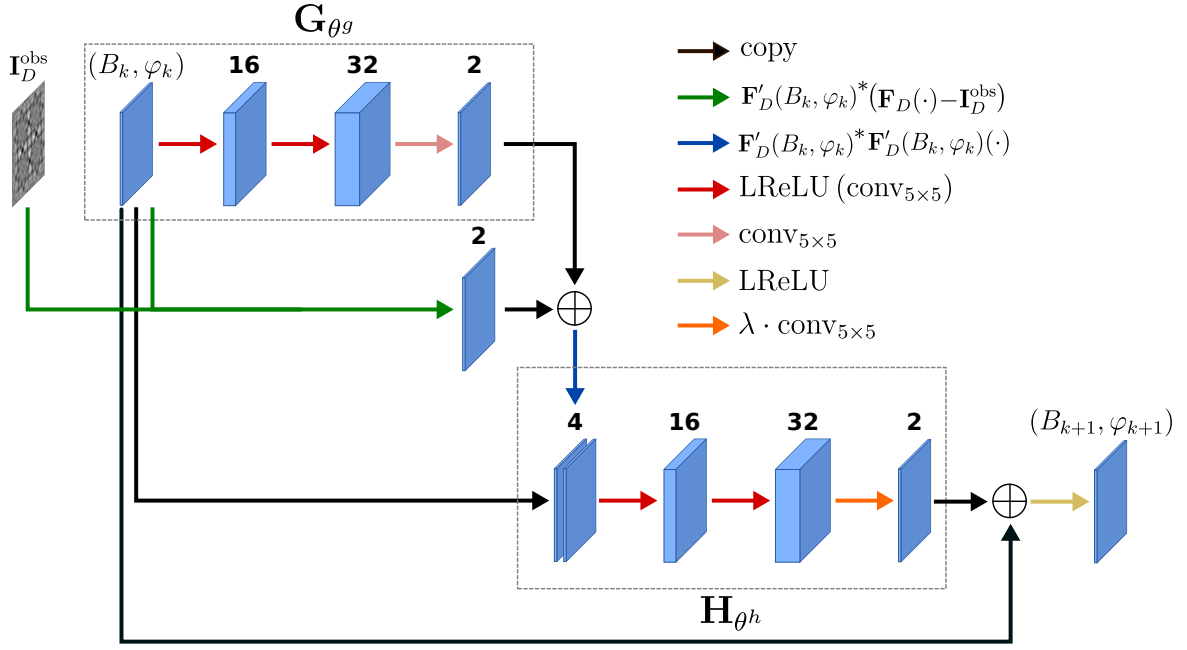 G_{θ^g}
I_D^{obs}
(B_k, φ_k) 16 32 2
2
copy
F'_D(B_k, φ_k)^*(F_D(·)−I_D^{obs})
F'_D(B_k, φ_k)^* F'_D(B_k, φ_k)(·)
LReLU (conv_{5×5})
conv_{5×5}
LReLU
λ · conv_{5×5}
4 16 32 2
(B_{k+1}, φ_{k+1})
H_{θ^h}